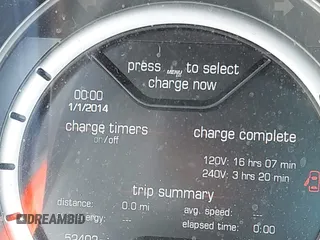 press MENU to select
charge now
00:00
1/1/2014
charge timers
on/off
charge complete
120V: 16 hrs 07 min
240V: 3 hrs 20 min
trip summary
distance: 0.0 mi
avg. speed: --
energy: --
elapsed time: 0:00
DREAMBID